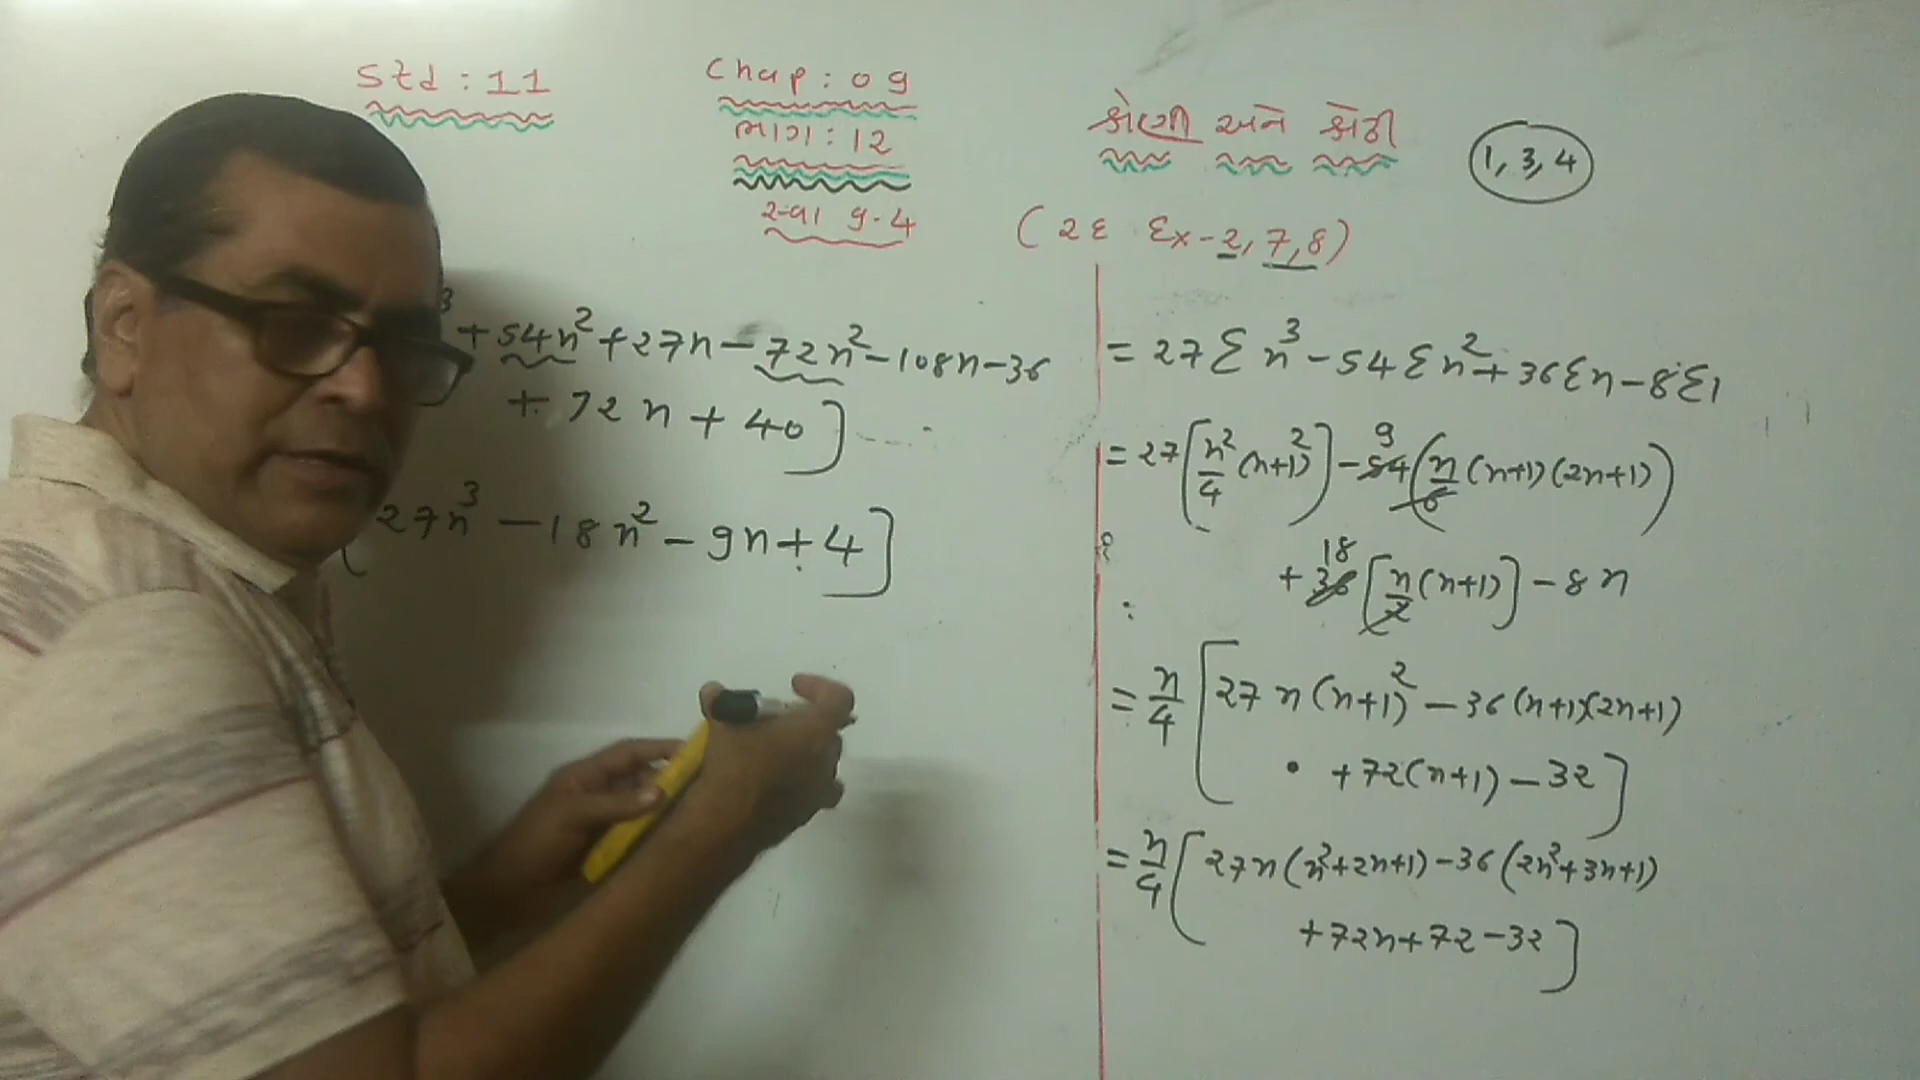 Std : 11
Chap : 09
ભાગ : 12
શ્રેણી અને શ્રેઢી
1, 3, 4
સ્વા 9.4
(રદ Ex-2, 7, 8)
³ + 54n² + 27n - 72n² - 108n - 36
+ 72n + 40]
27n³ - 18n² - 9n + 4]
= 27Σn³ - 54Σn² + 36Σn - 8Σ1
= 27[n²/4 (n+1)²] - 54 9 (n/6 (n+1)(2n+1))
+ 36 18 [n/2 (n+1)] - 8n
= n/4 [27n(n+1)² - 36(n+1)(2n+1)
+ 72(n+1) - 32]
= n/4 [27n(n²+2n+1) - 36(2n²+3n+1)
+ 72n + 72 - 32]